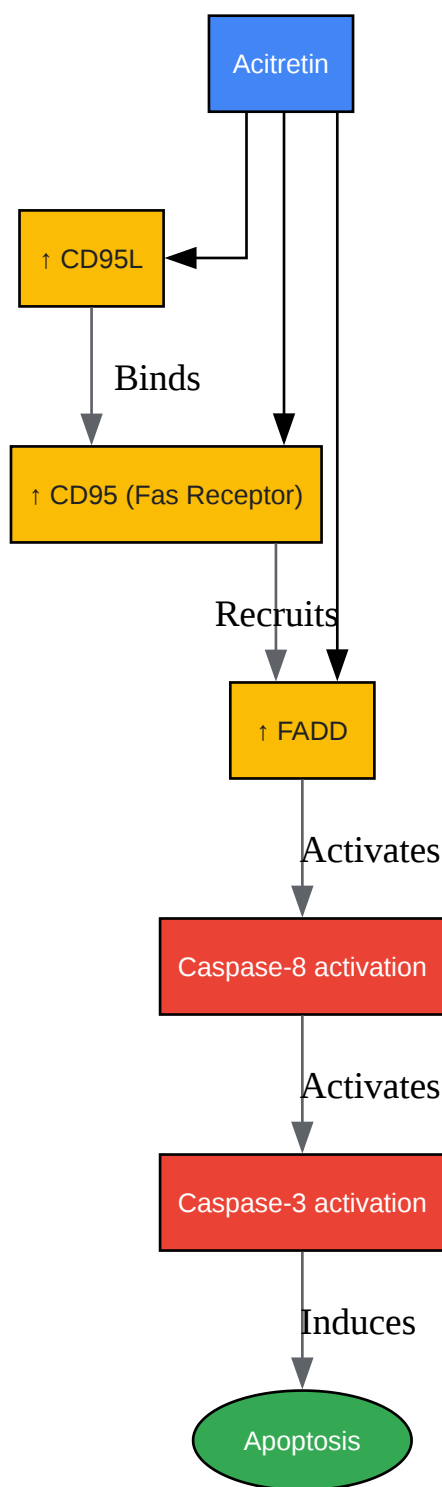 Acitretin
↑ CD95L
Binds
↑ CD95 (Fas Receptor)
Recruits
↑ FADD
Activates
Caspase-8 activation
Activates
Caspase-3 activation
Induces
Apoptosis